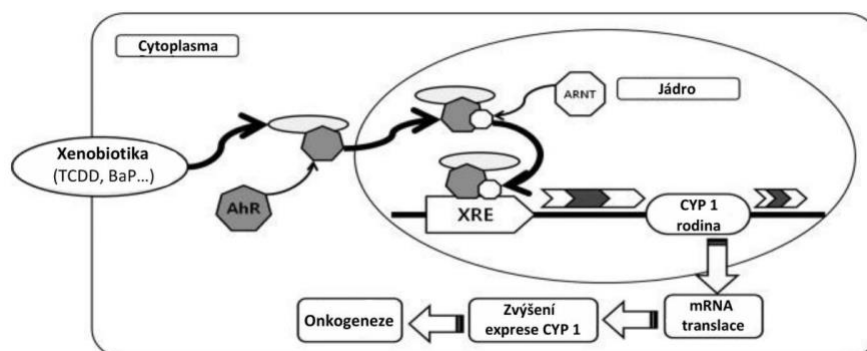 Cytoplasma
ARNT
Jádro
Xenobiotika
(TCDD, BaP...)
AhR
XRE
CYP 1
rodina
Onkogeneze
Zvýšení
exprese CYP 1
mRNA
translace